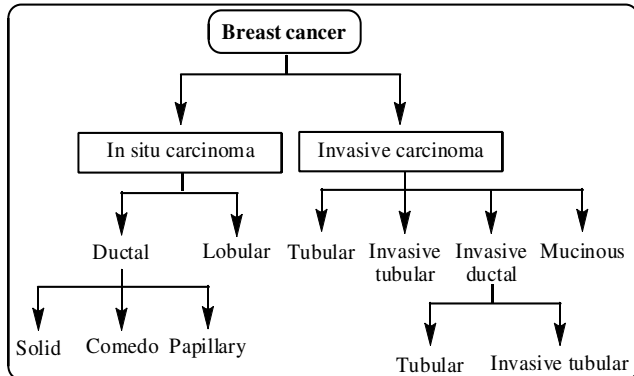 Breast cancer
In situ carcinoma
Invasive carcinoma
Ductal
Lobular
Tubular
Invasive
tubular
Invasive
ductal
Mucinous
Solid
Comedo
Papillary
Tubular
Invasive tubular